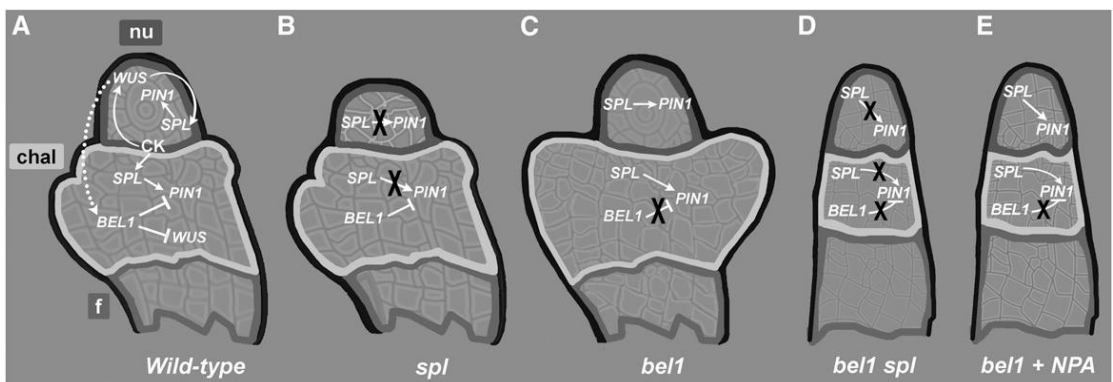 A
B
C
D
E
nu
WUS
PIN1
SPL
chal
CK
SPL
PIN1
BEL1
WUS
f
SPL X PIN1
SPL X PIN1
BEL1
SPL PIN1
SPL PIN1
BEL1 X
SPL X PIN1
SPL X PIN1
BEL1 X
SPL PIN1
SPL PIN1
BEL1 X
Wild-type
spl
bel1
bel1 spl
bel1 + NPA